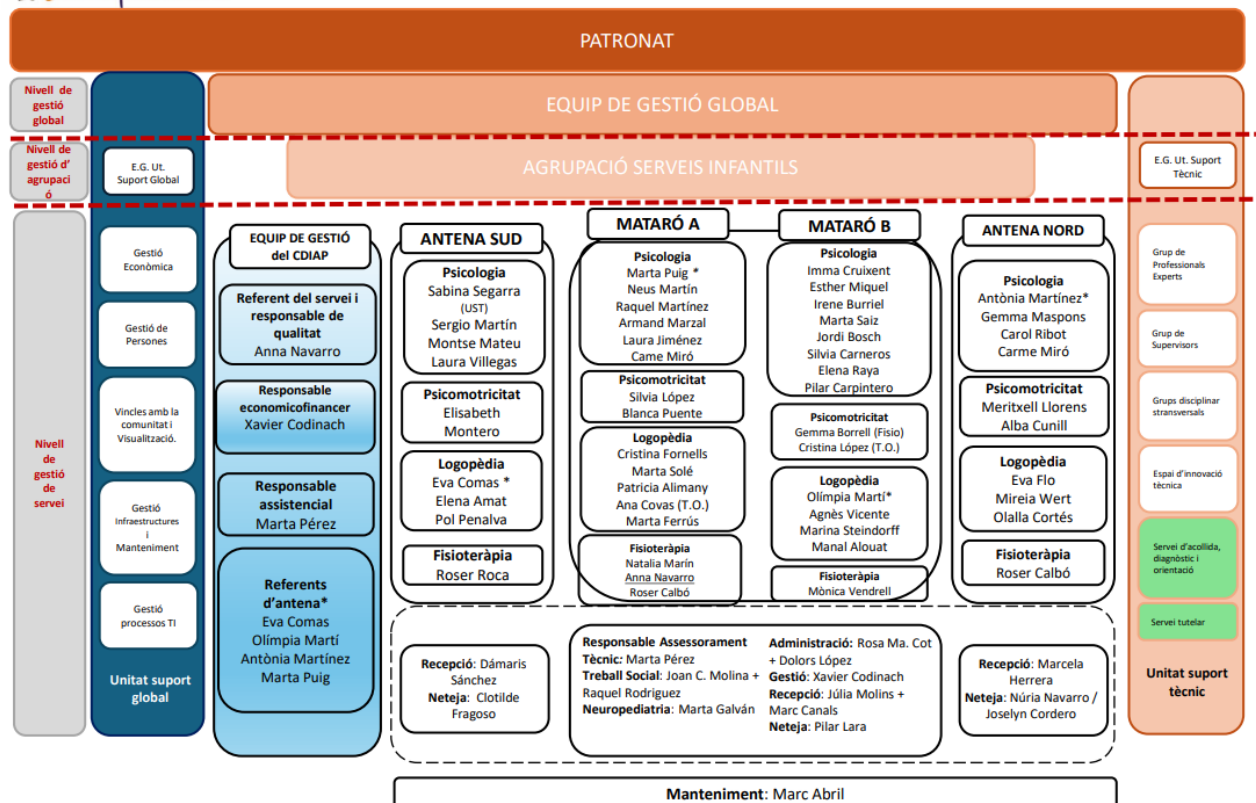 PATRONAT
Nivell de
gestió
global
EQUIP DE GESTIÓ GLOBAL
Nivell de
gestió d'
agrupaci
ó
E.G. Ut.
Suport Global
AGRUPACIÓ SERVEIS INFANTILS
E.G. Ut. Suport
Tècnic
Nivell
de
gestió
de
servei
Gestió
Econòmica
Gestió de
Persones
Vincles amb la
comunitat i
Visualització.
Gestió
Infraestructures
i
Manteniment
Gestió
processos TI
Unitat suport
global
EQUIP DE GESTIÓ
del CDIAP
Referent del servei i
responsable de
qualitat
Anna Navarro
Responsable
economicofinancer
Xavier Codinach
Responsable
assistencial
Marta Pérez
Referents
d'antena*
Eva Comas
Olímpia Martí
Antònia Martínez
Marta Puig
ANTENA SUD
Psicologia
Sabina Segarra
(UST)
Sergio Martín
Montse Mateu
Laura Villegas
Psicomotricitat
Elisabeth
Montero
Logopèdia
Eva Comas *
Elena Amat
Pol Penalva
Fisioteràpia
Roser Roca
MATARÓ A
Psicologia
Marta Puig *
Neus Martín
Raquel Martínez
Armand Marzal
Laura Jiménez
Came Miró
Psicomotricitat
Silvia López
Blanca Puente
Logopèdia
Cristina Fornells
Marta Solé
Patricia Alimany
Ana Covas (T.O.)
Marta Ferrús
Fisioteràpia
Natalia Marín
Anna Navarro
Roser Calbó
MATARÓ B
Psicologia
Imma Cruixent
Esther Miquel
Irene Burriel
Marta Saiz
Jordi Bosch
Silvia Carneros
Elena Raya
Pilar Carpintero
Psicomotricitat
Gemma Borrell (Fisio)
Cristina López (T.O.)
Logopèdia
Olímpia Martí*
Agnès Vicente
Marina Steindorff
Manal Alouat
Fisioteràpia
Mònica Vendrell
ANTENA NORD
Psicologia
Antònia Martínez*
Gemma Maspons
Carol Ribot
Carme Miró
Psicomotricitat
Meritxell Llorens
Alba Cunill
Logopèdia
Eva Flo
Mireia Wert
Olalla Cortés
Fisioteràpia
Roser Calbó
Recepció: Dámaris
Sánchez
Neteja: Clotilde
Fragoso
Responsable Assessorament
Tècnic: Marta Pérez
Treball Social: Joan C. Molina +
Raquel Rodriguez
Neuropediatria: Marta Galván
Administració: Rosa Ma. Cot
+ Dolors López
Gestió: Xavier Codinach
Recepció: Júlia Molins +
Marc Canals
Neteja: Pilar Lara
Recepció: Marcela
Herrera
Neteja: Núria Navarro /
Joselyn Cordero
Manteniment: Marc Abril
Grup de
Professionals
Experts
Grup de
Supervisors
Grups disciplinar
stransversals
Espai d'innovació
tècnica
Servei d'acollida,
diagnòstic i
orientació
Servei tutelar
Unitat suport
tècnic